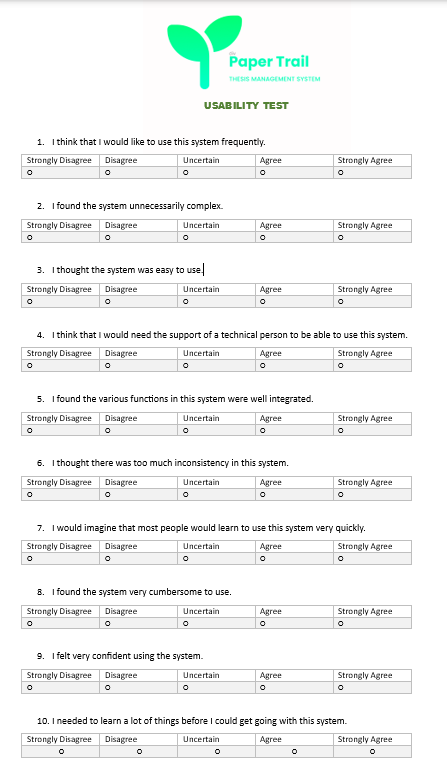 the
Paper Trail
THESIS MANAGEMENT SYSTEM
USABILITY TEST
1. I think that I would like to use this system frequently.
Strongly Disagree Disagree Uncertain Agree Strongly Agree
2. I found the system unnecessarily complex.
Strongly Disagree Disagree Uncertain Agree Strongly Agree
3. I thought the system was easy to use.
Strongly Disagree Disagree Uncertain Agree Strongly Agree
4. I think that I would need the support of a technical person to be able to use this system.
Strongly Disagree Disagree Uncertain Agree Strongly Agree
5. I found the various functions in this system were well integrated.
Strongly Disagree Disagree Uncertain Agree Strongly Agree
6. I thought there was too much inconsistency in this system.
Strongly Disagree Disagree Uncertain Agree Strongly Agree
7. I would imagine that most people would learn to use this system very quickly.
Strongly Disagree Disagree Uncertain Agree Strongly Agree
8. I found the system very cumbersome to use.
Strongly Disagree Disagree Uncertain Agree Strongly Agree
9. I felt very confident using the system.
Strongly Disagree Disagree Uncertain Agree Strongly Agree
10. I needed to learn a lot of things before I could get going with this system.
Strongly Disagree Disagree Uncertain Agree Strongly Agree